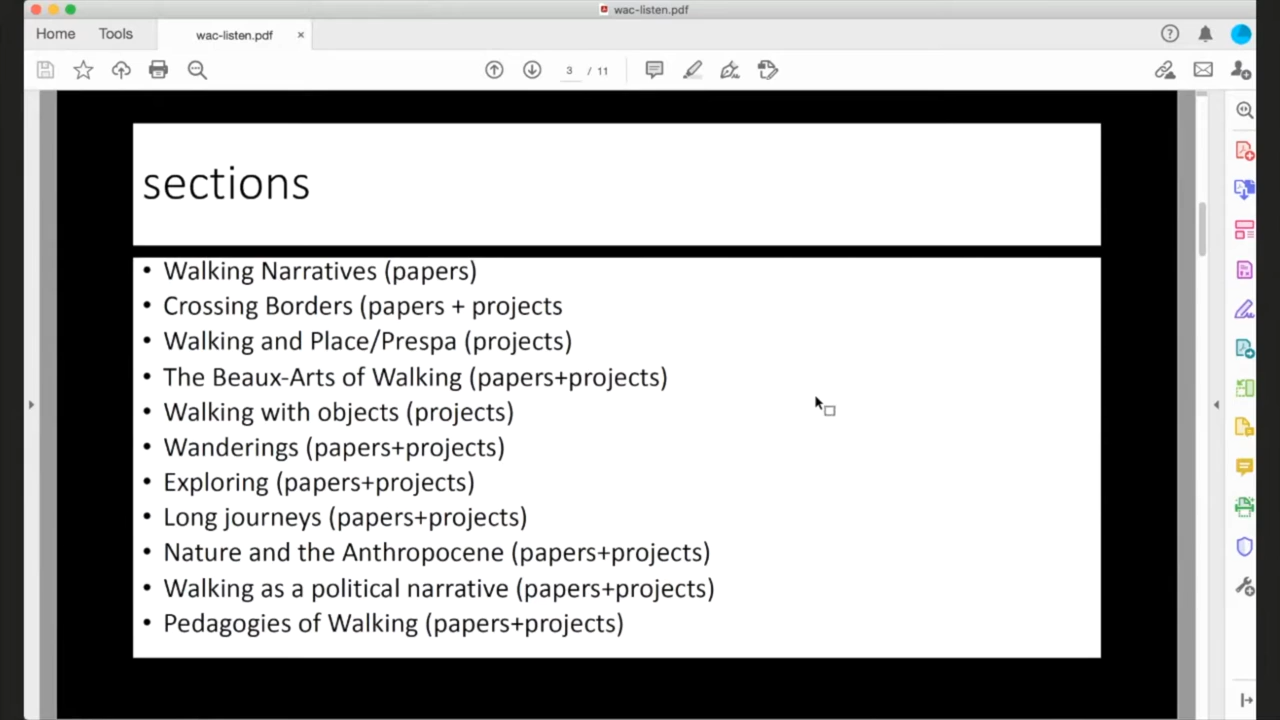 wac-listen.pdf
Home Tools wac-listen.pdf ×
3 / 11
sections
• Walking Narratives (papers)
• Crossing Borders (papers + projects
• Walking and Place/Prespa (projects)
• The Beaux-Arts of Walking (papers+projects)
• Walking with objects (projects)
• Wanderings (papers+projects)
• Exploring (papers+projects)
• Long journeys (papers+projects)
• Nature and the Anthropocene (papers+projects)
• Walking as a political narrative (papers+projects)
• Pedagogies of Walking (papers+projects)